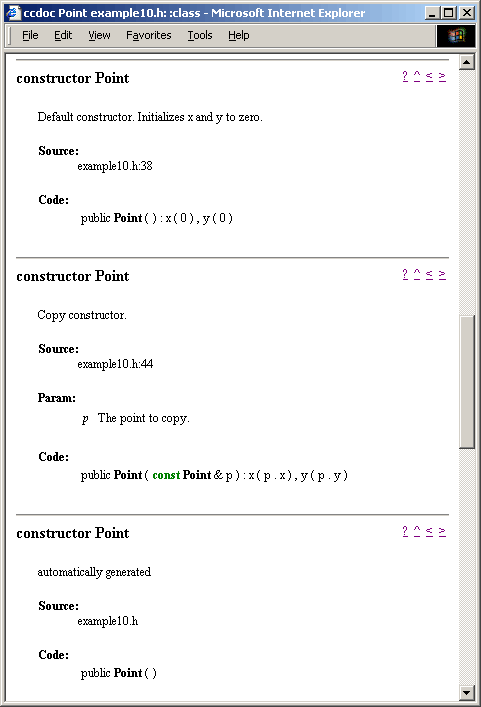 ccdoc Point example10.h: :class - Microsoft Internet Explorer
File Edit View Favorites Tools Help
constructor Point ? ^ < >
Default constructor. Initializes x and y to zero.
Source:
example10.h:38
Code:
public Point ( ) : x ( 0 ) , y ( 0 )
constructor Point ? ^ < >
Copy constructor.
Source:
example10.h:44
Param:
p The point to copy.
Code:
public Point ( const Point & p ) : x ( p . x ) , y ( p . y )
constructor Point ? ^ < >
automatically generated
Source:
example10.h
Code:
public Point ( )